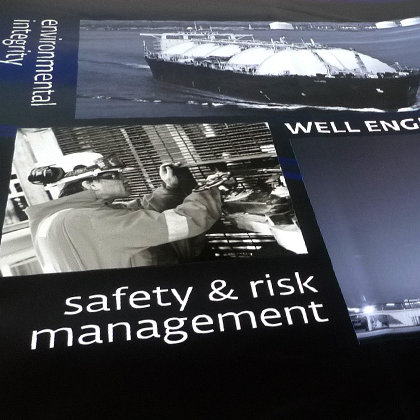 environmental
integrity
WELL ENG
safety & risk
management